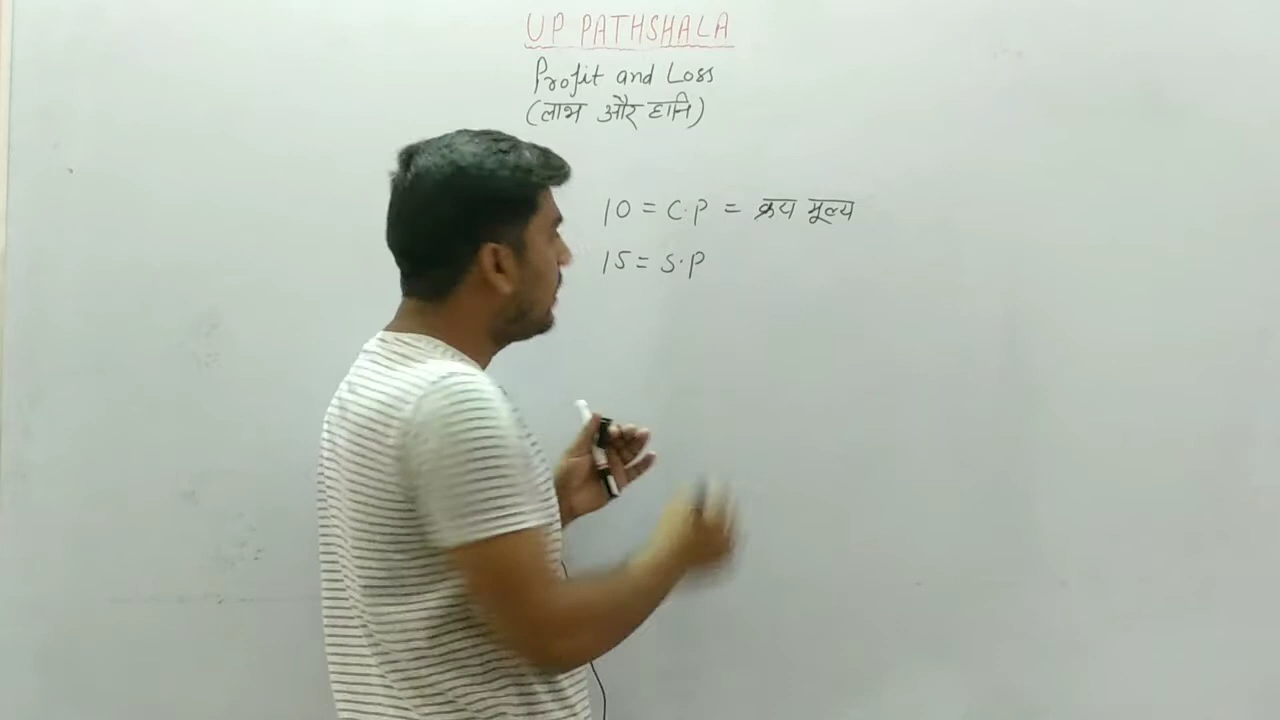 UP PATHSHALA
Profit and Loss
(लाभ और हानि)
10 = C.P = क्रय मूल्य
15 = S.P